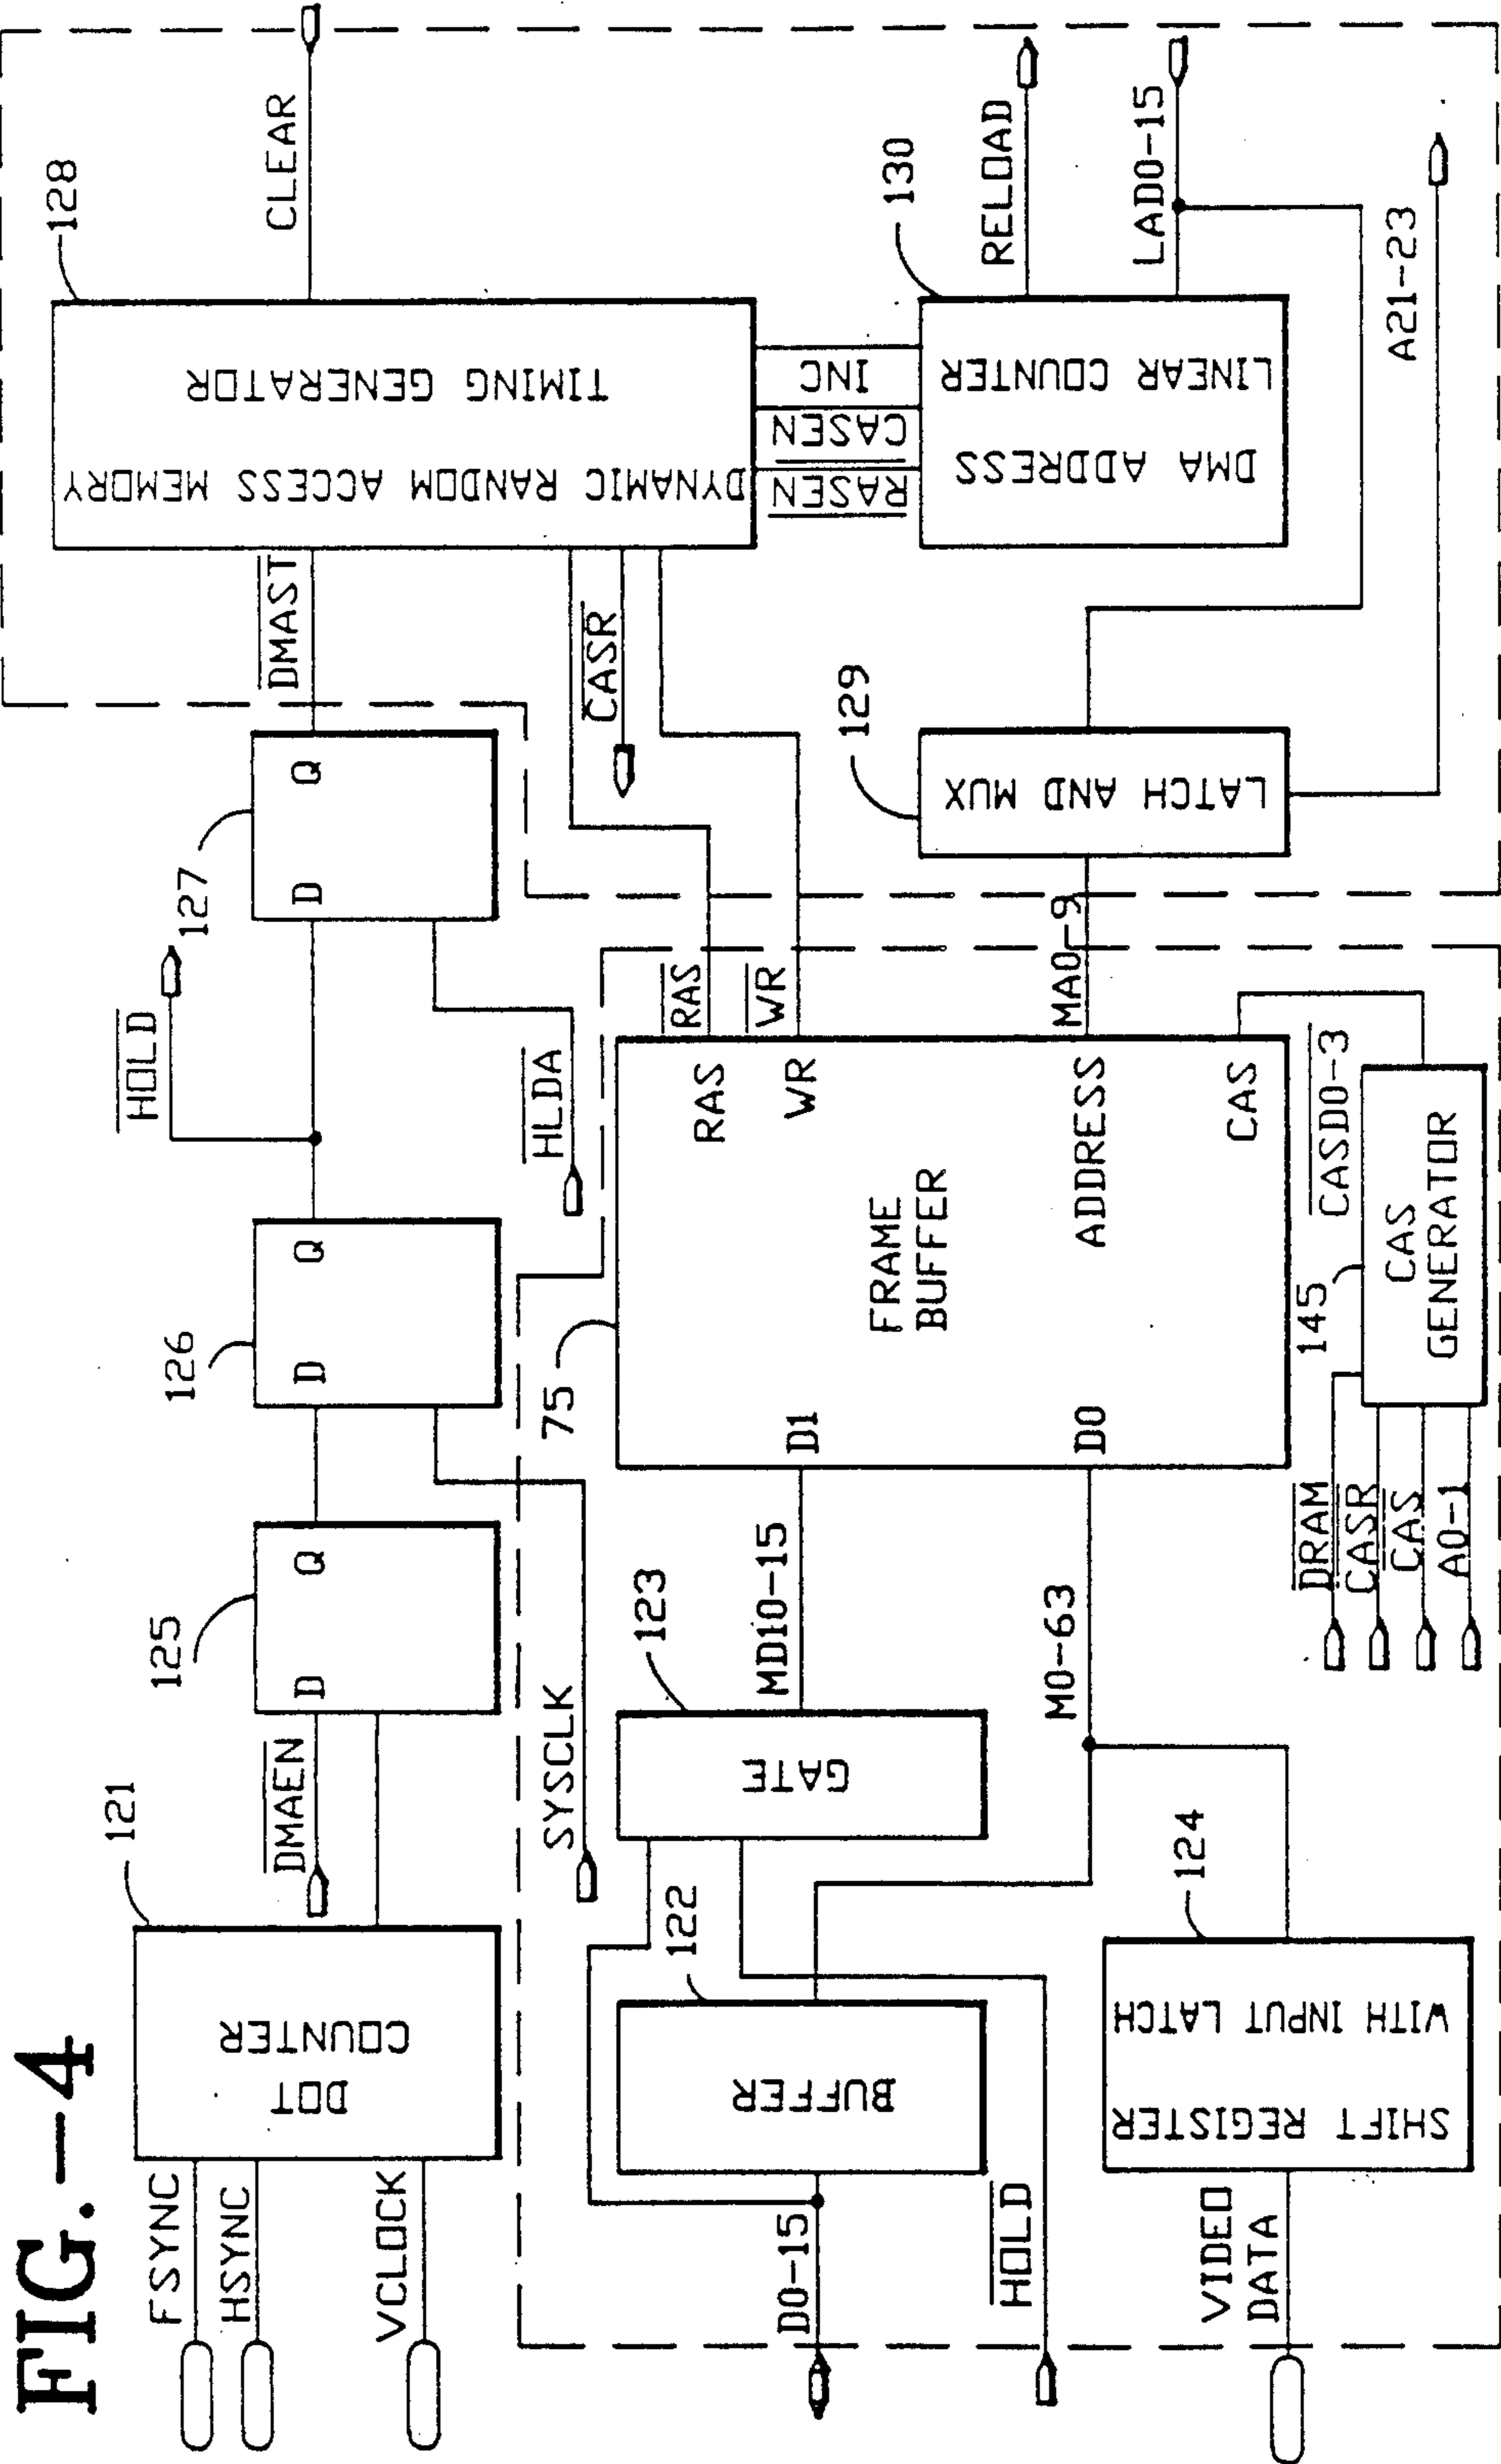 FIG.-4
FSYNC
HSYNC
VCLOCK
DOT
COUNTER
121
DMAEN
125
D
Q
SYSCLK
126
D
Q
HOLD
HLDA
127
D
Q
DMAST
128
DYNAMIC RANDOM ACCESS MEMORY
TIMING GENERATOR
CLEAR
CASR
RASEN
CASEN
INC
DMA ADDRESS
LINEAR COUNTER
130
RELOAD
LAD0-15
A21-23
129
LATCH AND MUX
MA0-9
RAS
WR
75
FRAME
BUFFER
RAS
WR
ADDRESS
CAS
D1
D0
MD10-15
M0-63
123
GATE
122
BUFFER
D0-15
HOLD
124
SHIFT REGISTER
WITH INPUT LATCH
VIDEO
DATA
145
CAS
GENERATOR
CASD0-3
DRAM
CASR
CAS
A0-1